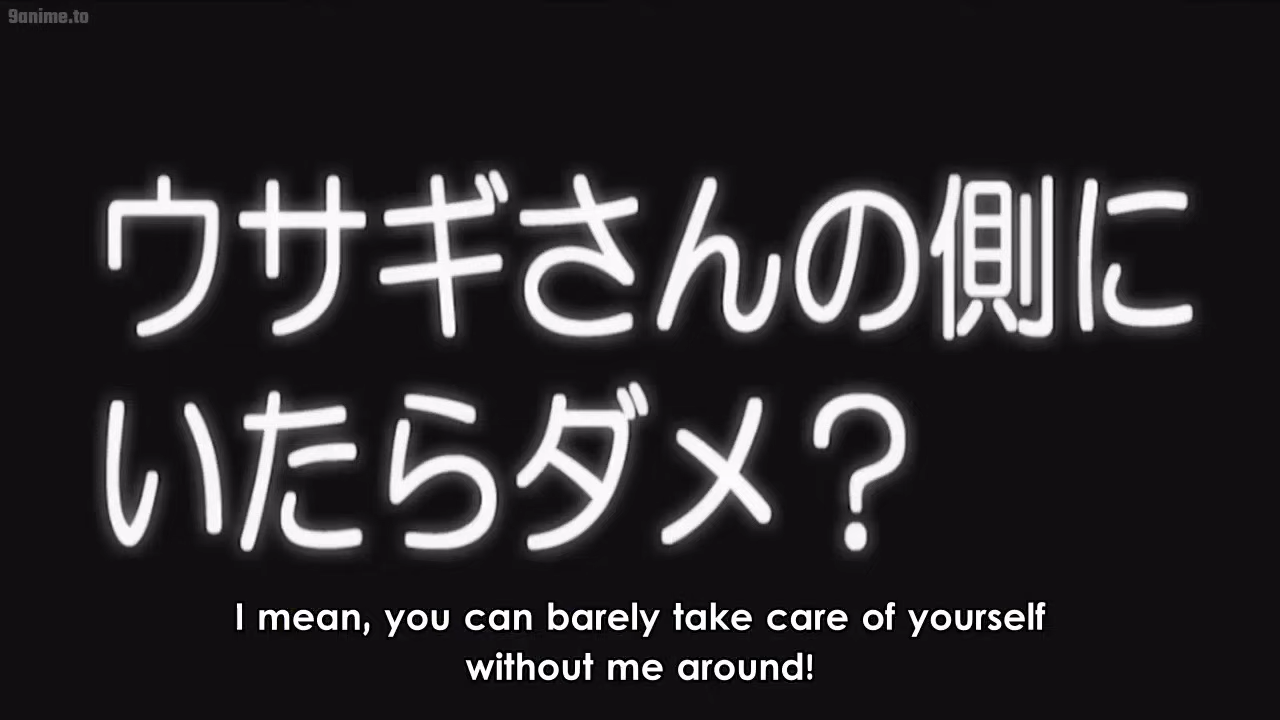 9anime.to
ウサギさんの側に
いたらダメ？
I mean, you can barely take care of yourself
without me around!